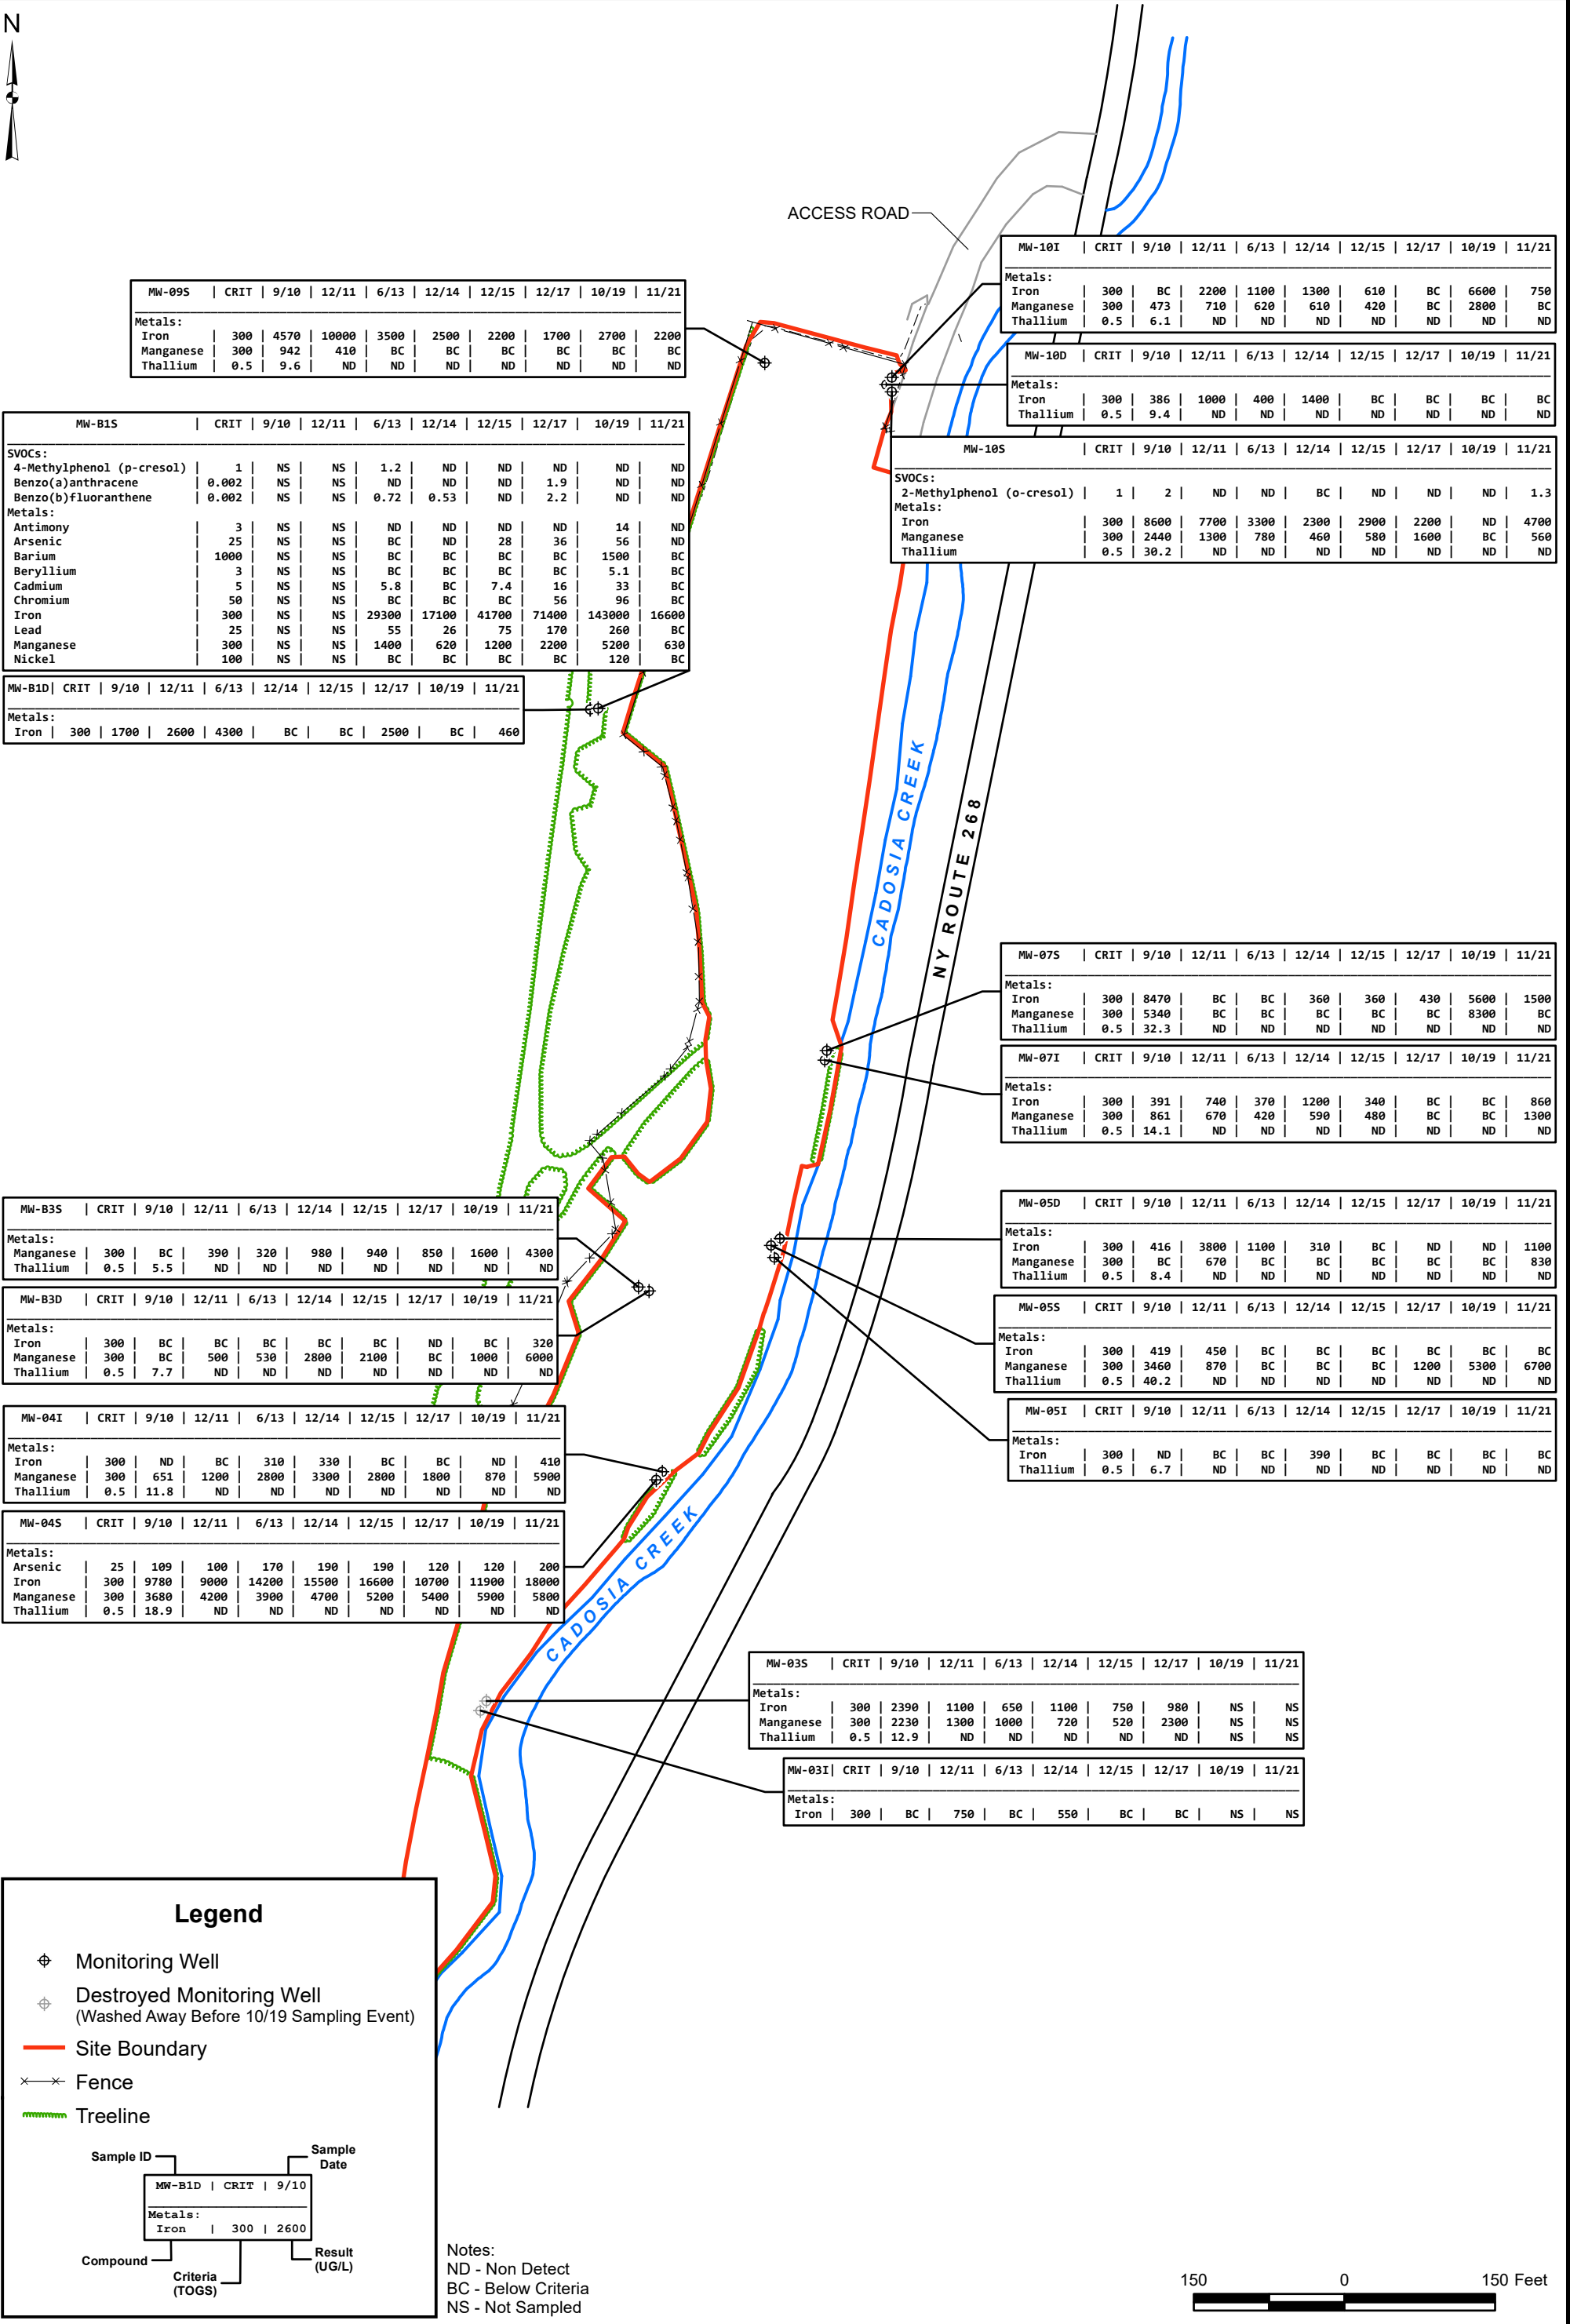 N
ACCESS ROAD
MW-10I | CRIT | 9/10 | 12/11 | 6/13 | 12/14 | 12/15 | 12/17 | 10/19 | 11/21
Metals:
Iron | 300 | BC | 2200 | 1100 | 1300 | 610 | BC | 6600 | 750
Manganese | 300 | 473 | 710 | 620 | 610 | 420 | BC | 2800 | BC
Thallium | 0.5 | 6.1 | ND | ND | ND | ND | ND | ND | ND
MW-09S | CRIT | 9/10 | 12/11 | 6/13 | 12/14 | 12/15 | 12/17 | 10/19 | 11/21
Metals:
Iron | 300 | 4570 | 10000 | 3500 | 2500 | 2200 | 1700 | 2700 | 2200
Manganese | 300 | 942 | 410 | BC | BC | BC | BC | BC | BC
Thallium | 0.5 | 9.6 | ND | ND | ND | ND | ND | ND | ND
MW-10D | CRIT | 9/10 | 12/11 | 6/13 | 12/14 | 12/15 | 12/17 | 10/19 | 11/21
Metals:
Iron | 300 | 386 | 1000 | 400 | 1400 | BC | BC | BC | BC
Thallium | 0.5 | 9.4 | ND | ND | ND | ND | ND | ND | ND
MW-B1S | CRIT | 9/10 | 12/11 | 6/13 | 12/14 | 12/15 | 12/17 | 10/19 | 11/21
SVOCs:
4-Methylphenol (p-cresol) | 1 | NS | NS | 1.2 | ND | ND | ND | ND | ND
Benzo(a)anthracene | 0.002 | NS | NS | ND | ND | ND | 1.9 | ND | ND
Benzo(b)fluoranthene | 0.002 | NS | NS | 0.72 | 0.53 | ND | 2.2 | ND | ND
Metals:
Antimony | 3 | NS | NS | ND | ND | ND | ND | 14 | ND
Arsenic | 25 | NS | NS | BC | ND | 28 | 36 | 56 | ND
Barium | 1000 | NS | NS | BC | BC | BC | BC | 1500 | BC
Beryllium | 3 | NS | NS | BC | BC | BC | BC | 5.1 | BC
Cadmium | 5 | NS | NS | 5.8 | BC | 7.4 | 16 | 33 | BC
Chromium | 50 | NS | NS | BC | BC | BC | 56 | 96 | BC
Iron | 300 | NS | NS | 29300 | 17100 | 41700 | 71400 | 143000 | 16600
Lead | 25 | NS | NS | 55 | 26 | 75 | 170 | 260 | BC
Manganese | 300 | NS | NS | 1400 | 620 | 1200 | 2200 | 5200 | 630
Nickel | 100 | NS | NS | BC | BC | BC | BC | 120 | BC
MW-10S | CRIT | 9/10 | 12/11 | 6/13 | 12/14 | 12/15 | 12/17 | 10/19 | 11/21
SVOCs:
2-Methylphenol (o-cresol) | 1 | 2 | ND | ND | BC | ND | ND | ND | 1.3
Metals:
Iron | 300 | 8600 | 7700 | 3300 | 2300 | 2900 | 2200 | ND | 4700
Manganese | 300 | 2440 | 1300 | 780 | 460 | 580 | 1600 | BC | 560
Thallium | 0.5 | 30.2 | ND | ND | ND | ND | ND | ND | ND
MW-B1D| CRIT | 9/10 | 12/11 | 6/13 | 12/14 | 12/15 | 12/17 | 10/19 | 11/21
Metals:
Iron | 300 | 1700 | 2600 | 4300 | BC | BC | 2500 | BC | 460
CADOSIA CREEK
NY ROUTE 268
MW-07S | CRIT | 9/10 | 12/11 | 6/13 | 12/14 | 12/15 | 12/17 | 10/19 | 11/21
Metals:
Iron | 300 | 8470 | BC | BC | 360 | 360 | 430 | 5600 | 1500
Manganese | 300 | 5340 | BC | BC | BC | BC | BC | 8300 | BC
Thallium | 0.5 | 32.3 | ND | ND | ND | ND | ND | ND | ND
MW-07I | CRIT | 9/10 | 12/11 | 6/13 | 12/14 | 12/15 | 12/17 | 10/19 | 11/21
Metals:
Iron | 300 | 391 | 740 | 370 | 1200 | 340 | BC | BC | 860
Manganese | 300 | 861 | 670 | 420 | 590 | 480 | BC | BC | 1300
Thallium | 0.5 | 14.1 | ND | ND | ND | ND | ND | ND | ND
MW-B3S | CRIT | 9/10 | 12/11 | 6/13 | 12/14 | 12/15 | 12/17 | 10/19 | 11/21
Metals:
Manganese | 300 | BC | 390 | 320 | 980 | 940 | 850 | 1600 | 4300
Thallium | 0.5 | 5.5 | ND | ND | ND | ND | ND | ND | ND
MW-05D | CRIT | 9/10 | 12/11 | 6/13 | 12/14 | 12/15 | 12/17 | 10/19 | 11/21
Metals:
Iron | 300 | 416 | 3800 | 1100 | 310 | BC | ND | ND | 1100
Manganese | 300 | BC | 670 | BC | BC | BC | BC | BC | 830
Thallium | 0.5 | 8.4 | ND | ND | ND | ND | ND | ND | ND
MW-B3D | CRIT | 9/10 | 12/11 | 6/13 | 12/14 | 12/15 | 12/17 | 10/19 | 11/21
Metals:
Iron | 300 | BC | BC | BC | BC | BC | ND | BC | 320
Manganese | 300 | BC | 500 | 530 | 2800 | 2100 | BC | 1000 | 6000
Thallium | 0.5 | 7.7 | ND | ND | ND | ND | ND | ND | ND
MW-05S | CRIT | 9/10 | 12/11 | 6/13 | 12/14 | 12/15 | 12/17 | 10/19 | 11/21
Metals:
Iron | 300 | 419 | 450 | BC | BC | BC | BC | BC | BC
Manganese | 300 | 3460 | 870 | BC | BC | BC | 1200 | 5300 | 6700
Thallium | 0.5 | 40.2 | ND | ND | ND | ND | ND | ND | ND
MW-05I | CRIT | 9/10 | 12/11 | 6/13 | 12/14 | 12/15 | 12/17 | 10/19 | 11/21
Metals:
Iron | 300 | ND | BC | BC | 390 | BC | BC | BC | BC
Thallium | 0.5 | 6.7 | ND | ND | ND | ND | ND | ND | ND
MW-04I | CRIT | 9/10 | 12/11 | 6/13 | 12/14 | 12/15 | 12/17 | 10/19 | 11/21
Metals:
Iron | 300 | ND | BC | 310 | 330 | BC | BC | ND | 410
Manganese | 300 | 651 | 1200 | 2800 | 3300 | 2800 | 1800 | 870 | 5900
Thallium | 0.5 | 11.8 | ND | ND | ND | ND | ND | ND | ND
MW-04S | CRIT | 9/10 | 12/11 | 6/13 | 12/14 | 12/15 | 12/17 | 10/19 | 11/21
Metals:
Arsenic | 25 | 109 | 100 | 170 | 190 | 190 | 120 | 120 | 200
Iron | 300 | 9780 | 9000 | 14200 | 15500 | 16600 | 10700 | 11900 | 18000
Manganese | 300 | 3680 | 4200 | 3900 | 4700 | 5200 | 5400 | 5900 | 5800
Thallium | 0.5 | 18.9 | ND | ND | ND | ND | ND | ND | ND
CADOSIA CREEK
MW-03S | CRIT | 9/10 | 12/11 | 6/13 | 12/14 | 12/15 | 12/17 | 10/19 | 11/21
Metals:
Iron | 300 | 2390 | 1100 | 650 | 1100 | 750 | 980 | NS | NS
Manganese | 300 | 2230 | 1300 | 1000 | 720 | 520 | 2300 | NS | NS
Thallium | 0.5 | 12.9 | ND | ND | ND | ND | ND | NS | NS
MW-03I| CRIT | 9/10 | 12/11 | 6/13 | 12/14 | 12/15 | 12/17 | 10/19 | 11/21
Metals:
Iron | 300 | BC | 750 | BC | 550 | BC | BC | NS | NS
Legend
Monitoring Well
Destroyed Monitoring Well
(Washed Away Before 10/19 Sampling Event)
Site Boundary
Fence
Treeline
Sample ID
Sample
Date
MW-B1D | CRIT | 9/10
Metals:
Iron | 300 | 2600
Compound
Criteria
(TOGS)
Result
(UG/L)
Notes:
ND - Non Detect
BC - Below Criteria
NS - Not Sampled
150 0 150 Feet